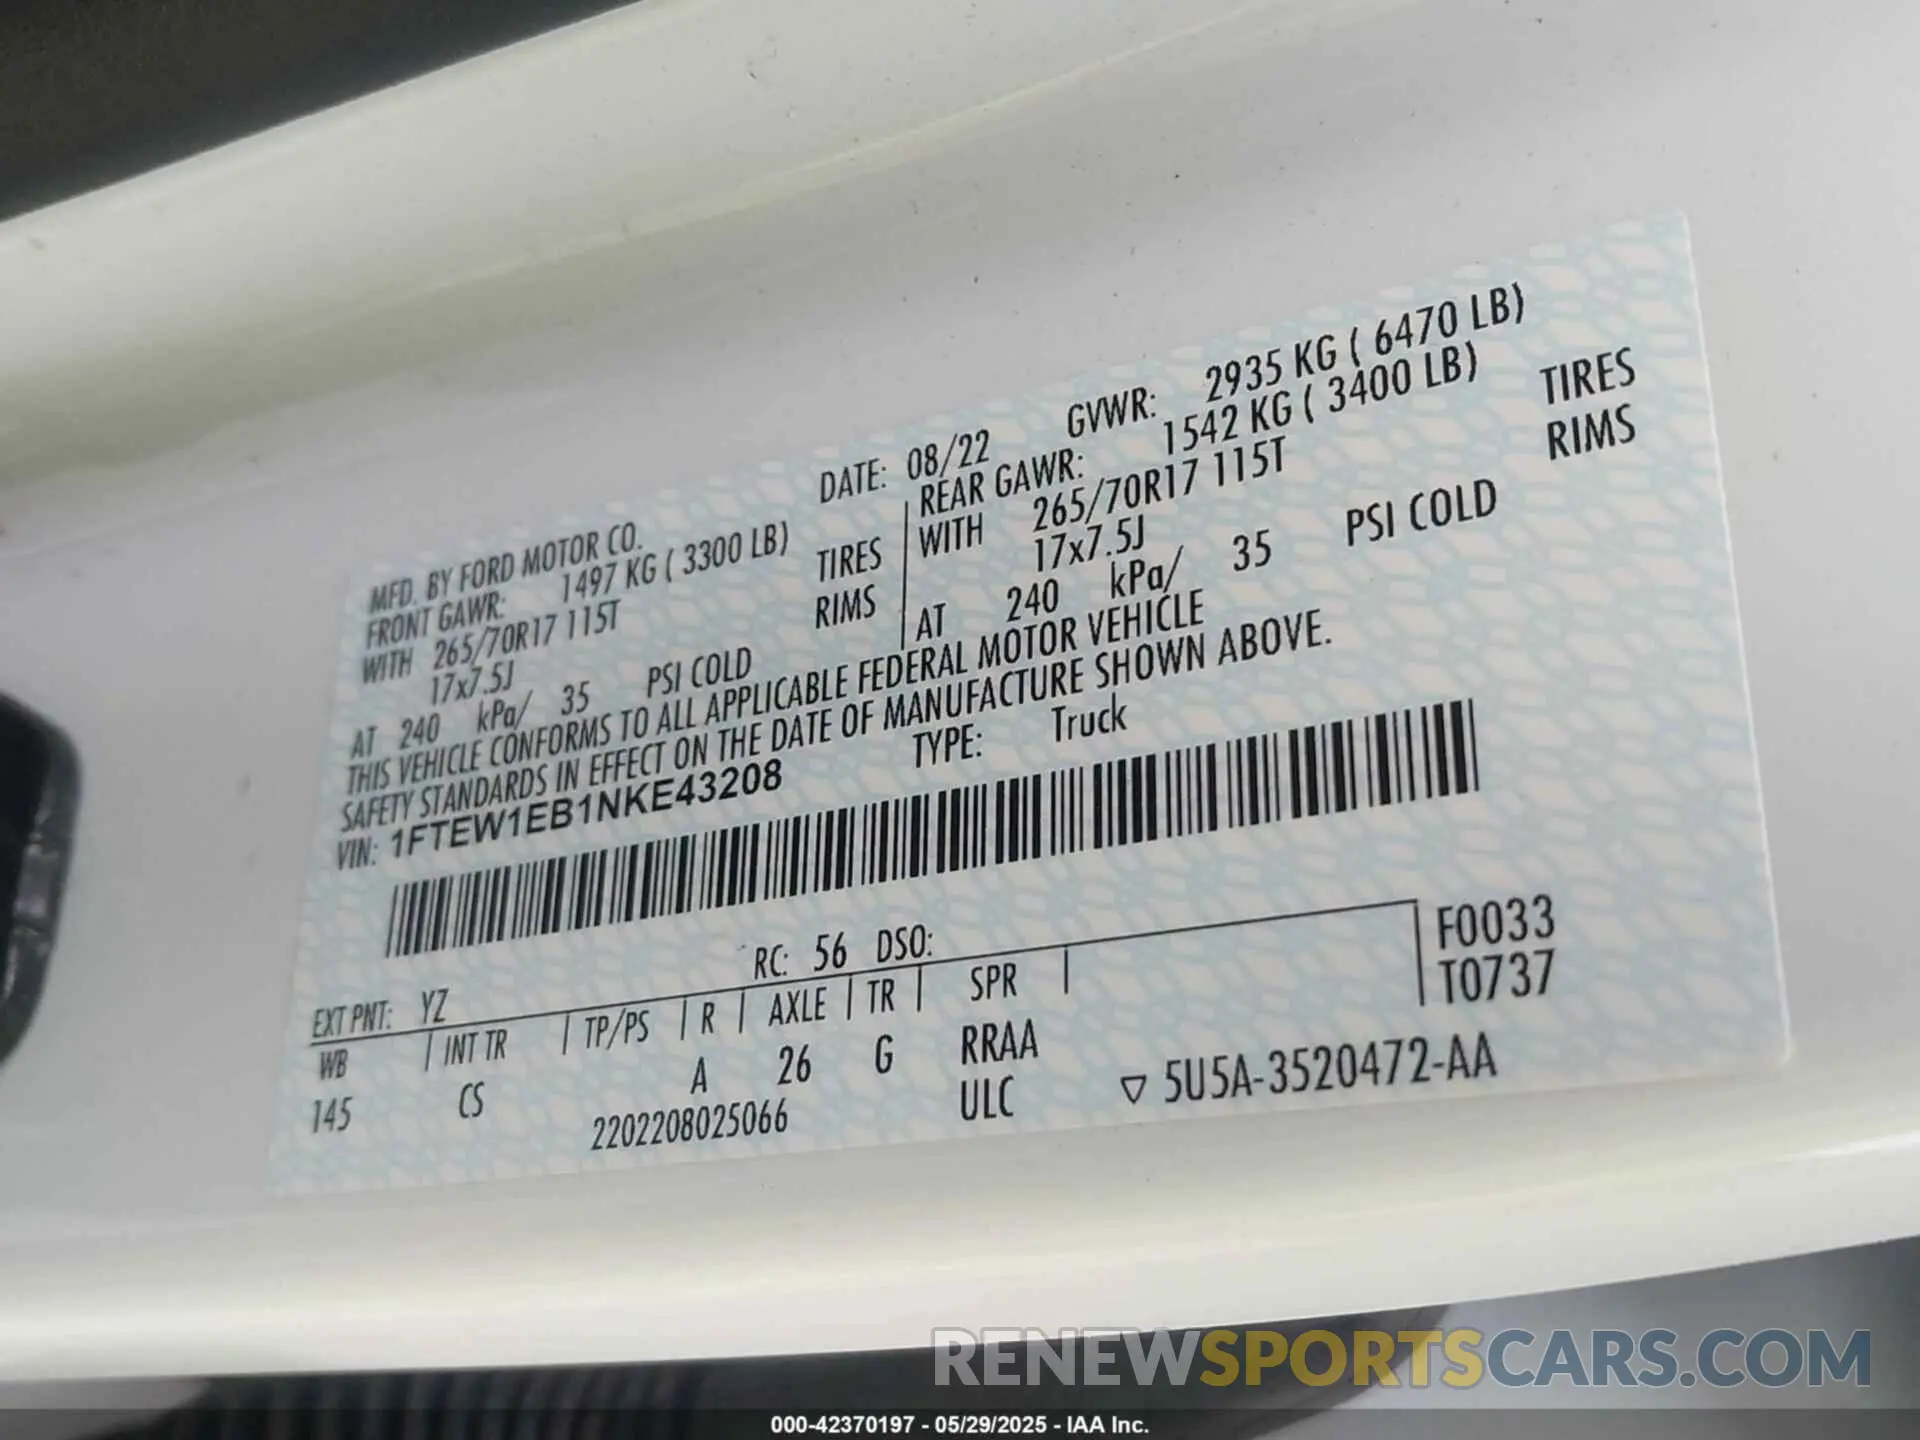 MFD. BY FORD MOTOR CO.
DATE: 08/22 GVWR: 2935 KG ( 6470 LB)
FRONT GAWR: 1497 KG ( 3300 LB)
WITH 265/70R17 115T TIRES
17x7.5J RIMS
AT 240 kPa/ 35 PSI COLD
REAR GAWR: 1542 KG ( 3400 LB)
WITH 265/70R17 115T TIRES
17x7.5J RIMS
AT 240 kPa/ 35 PSI COLD
THIS VEHICLE CONFORMS TO ALL APPLICABLE FEDERAL MOTOR VEHICLE
SAFETY STANDARDS IN EFFECT ON THE DATE OF MANUFACTURE SHOWN ABOVE.
VIN: 1FTEW1EB1NKE43208 TYPE: Truck
EXT PNT: YZ RC: 56 DSO: F0033
WB | INT TR | TP/PS | R | AXLE | TR | SPR | T0737
145 CS A 26 G RRAA
2202208025066 ULC ▽ 5U5A-3520472-AA
RENEWSPORTSCARS.COM
000-42370197 - 05/29/2025 - IAA Inc.